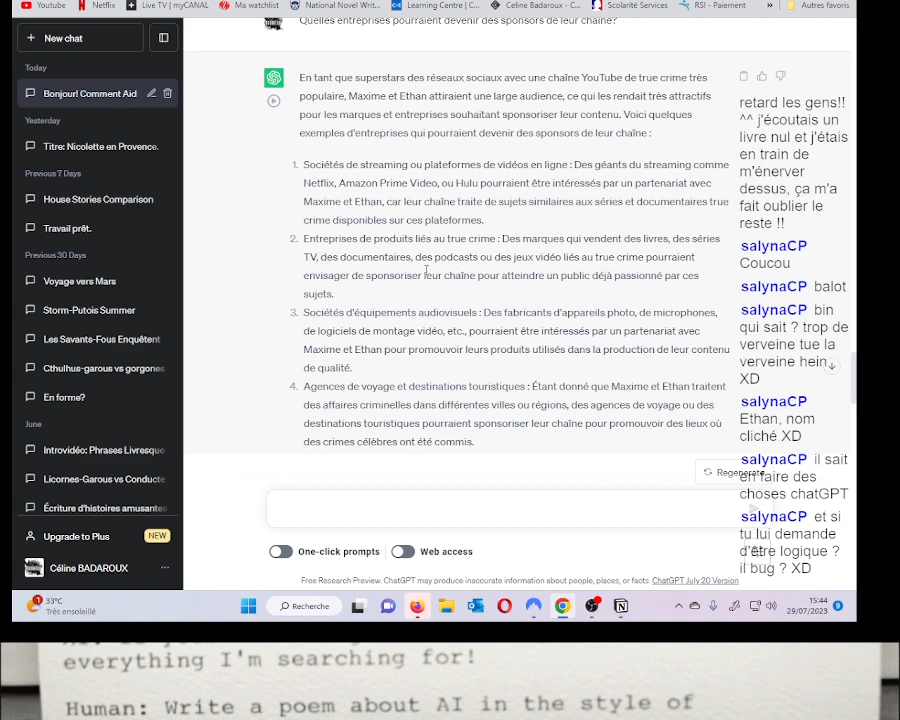 Youtube
Netflix
Live TV | myCANAL
Ma watchlist
National Novel Writ...
Learning Centre | C...
Celine Badaroux - C...
Scolarité Services
RSI - Paiement
»
Autres favoris
Quelles entreprises pourraient devenir des sponsors de leur chaîne?
+ New chat
Today
Bonjour! Comment Aid
Yesterday
Titre: Nicolette en Provence.
Previous 7 Days
House Stories Comparison
Travail prêt.
Previous 30 Days
Voyage vers Mars
Storm-Putois Summer
Les Savants-Fous Enquêtent
Cthulhus-garous vs gorgones
En forme?
June
Introvidéo: Phrases Livresque
Licornes-Garous vs Conducte
Écriture d'histoires amusantes
Upgrade to Plus
NEW
Céline BADAROUX
...
En tant que superstars des réseaux sociaux avec une chaîne YouTube de true crime très
populaire, Maxime et Ethan attiraient une large audience, ce qui les rendait très attractifs
pour les marques et entreprises souhaitant sponsoriser leur contenu. Voici quelques
exemples d'entreprises qui pourraient devenir des sponsors de leur chaîne :
1. Sociétés de streaming ou plateformes de vidéos en ligne : Des géants du streaming comme
Netflix, Amazon Prime Video, ou Hulu pourraient être intéressés par un partenariat avec
Maxime et Ethan, car leur chaîne traite de sujets similaires aux séries et documentaires true
crime disponibles sur ces plateformes.
2. Entreprises de produits liés au true crime : Des marques qui vendent des livres, des séries
TV, des documentaires, des podcasts ou des jeux vidéo liés au true crime pourraient
envisager de sponsoriser leur chaîne pour atteindre un public déjà passionné par ces
sujets.
3. Sociétés d'équipements audiovisuels : Des fabricants d'appareils photo, de microphones,
de logiciels de montage vidéo, etc., pourraient être intéressés par un partenariat avec
Maxime et Ethan pour promouvoir leurs produits utilisés dans la production de leur contenu
de qualité.
4. Agences de voyage et destinations touristiques : Étant donné que Maxime et Ethan traitent
des affaires criminelles dans différentes villes ou régions, des agences de voyage ou des
destinations touristiques pourraient sponsoriser leur chaîne pour promouvoir des lieux où
des crimes célèbres ont été commis.
Regenerate
One-click prompts
Web access
Free Research Preview. ChatGPT may produce inaccurate information about people, places, or facts. ChatGPT July 20 Version
retard les gens!!
^^ j'écoutais un
livre nul et j'étais
en train de
m'énerver
dessus, ça m'a
fait oublier le
reste !!
salynaCP
Coucou
salynaCP balot
salynaCP bin
qui sait ? trop de
verveine tue la
verveine hein
XD
salynaCP
Ethan, nom
cliché XD
salynaCP il sait
en faire des
choses chatGPT
salynaCP et si
tu lui demande
d'être logique ?
il bug ? XD
1
33°C
Très ensoleillé
Recherche
15:44
29/07/2023
9
everything I'm searching for!
Human: Write a poem about AI in the style of